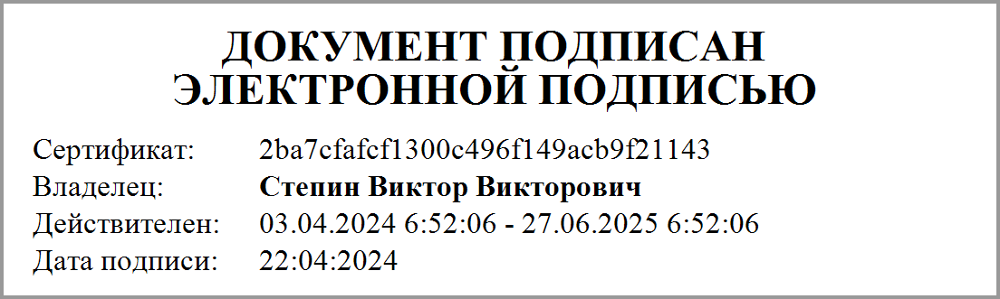 ДОКУМЕНТ ПОДПИСАН
ЭЛЕКТРОННОЙ ПОДПИСЬЮ
Сертификат: 2ba7cfafcf1300c496f149acb9f21143
Владелец: Степин Виктор Викторович
Действителен: 03.04.2024 6:52:06 - 27.06.2025 6:52:06
Дата подписи: 22:04:2024